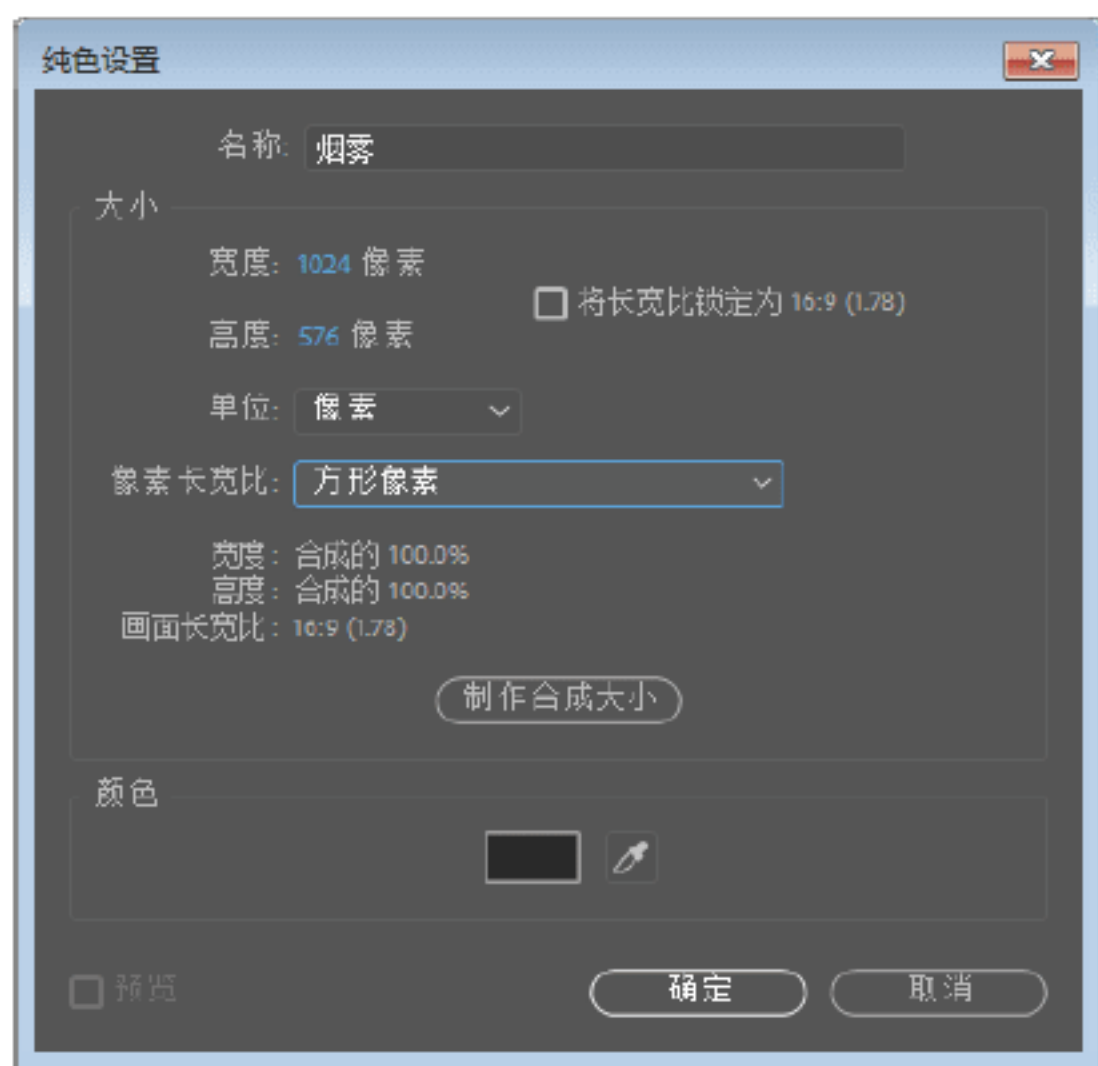 纯色设置
名称: 烟雾
大小
宽度: 1024 像素
将长宽比锁定为 16:9 (1.78)
高度: 576 像素
单位: 像素
像素长宽比: 方形像素
宽度: 合成的 100.0%
高度: 合成的 100.0%
画面长宽比: 16:9 (1.78)
制作合成大小
颜色
预览
确定
取消